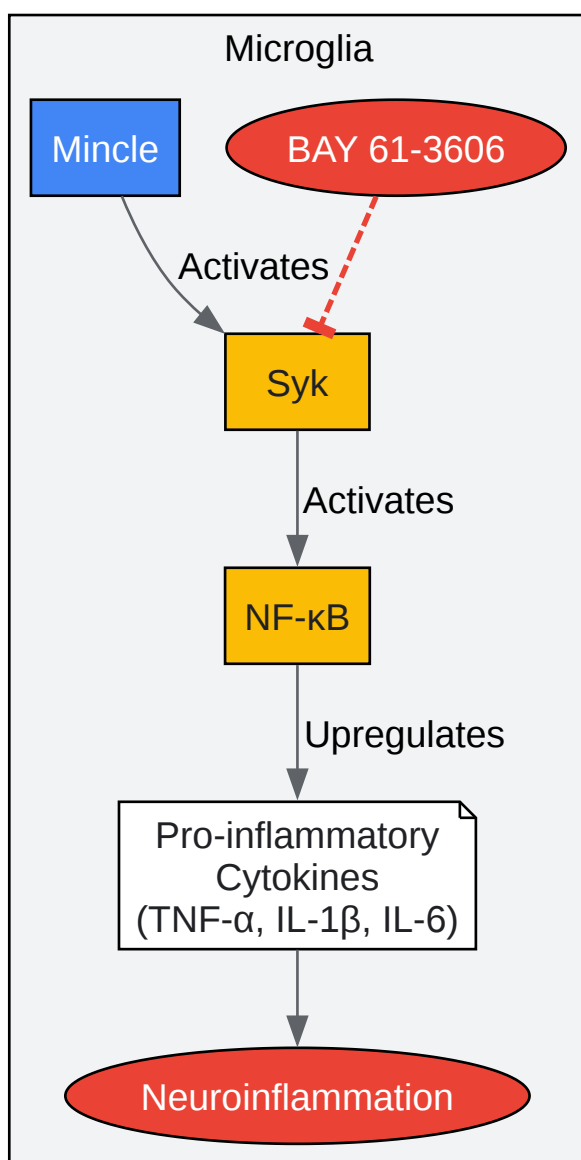 Microglia
Mincle
BAY 61-3606
Activates
Syk
Activates
NF-κB
Upregulates
Pro-inflammatory
Cytokines
(TNF-α, IL-1β, IL-6)
Neuroinflammation